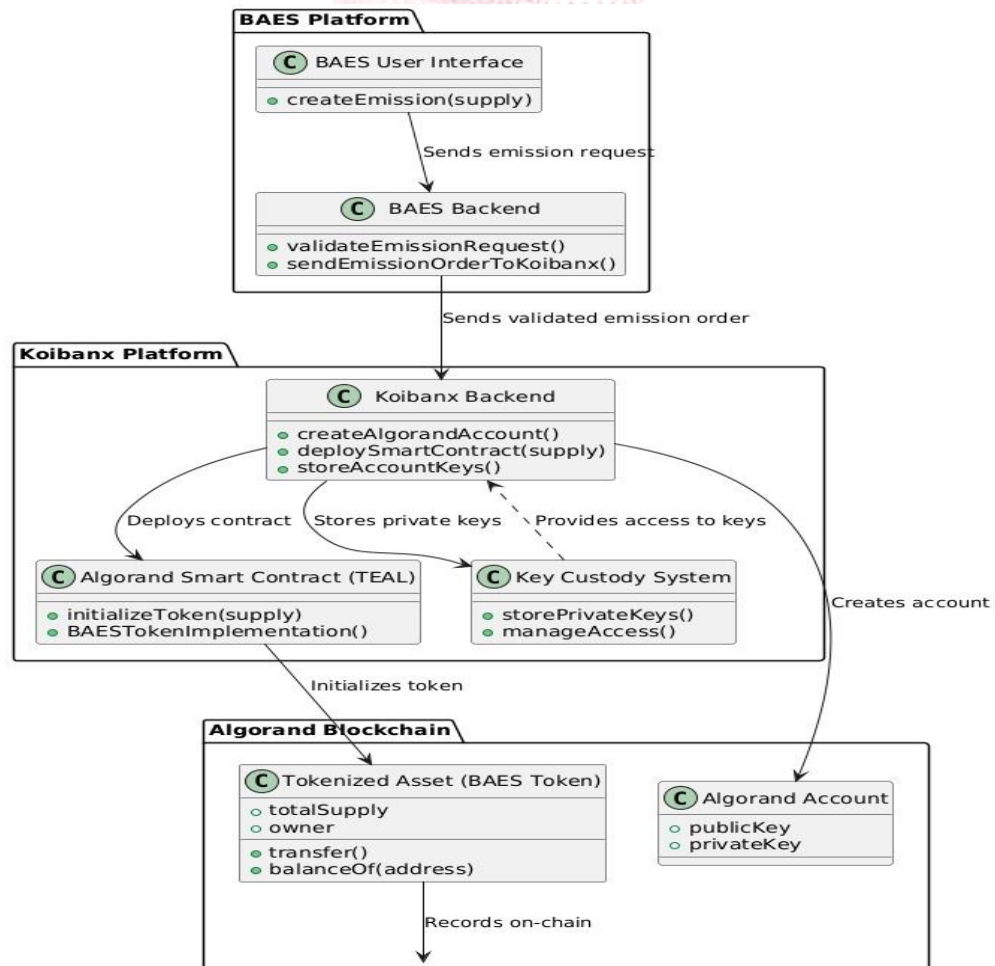 BAES Platform
C BAES User Interface
createEmission(supply)
Sends emission request
C BAES Backend
validateEmissionRequest()
sendEmissionOrderToKoibanx()
Sends validated emission order
Koibanx Platform
C Koibanx Backend
createAlgorandAccount()
deploySmartContract(supply)
storeAccountKeys()
Deploys contract
Stores private keys
Provides access to keys
C Algorand Smart Contract (TEAL)
initializeToken(supply)
BAESTokenImplementation()
C Key Custody System
storePrivateKeys()
manageAccess()
Creates account
Initializes token
Algorand Blockchain
C Tokenized Asset (BAES Token)
totalSupply
owner
transfer()
balanceOf(address)
C Algorand Account
publicKey
privateKey
Records on-chain